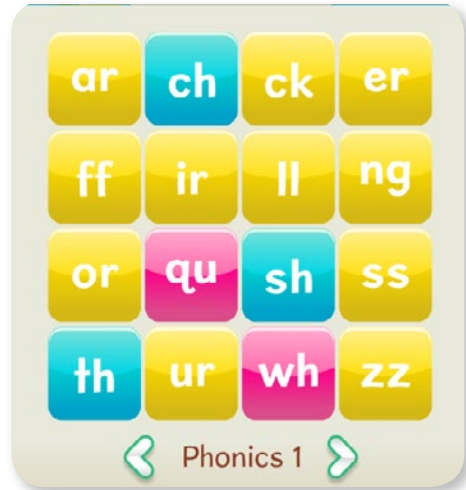 ar ch ck er
ff ir ll ng
or qu sh ss
th ur wh zz
Phonics 1